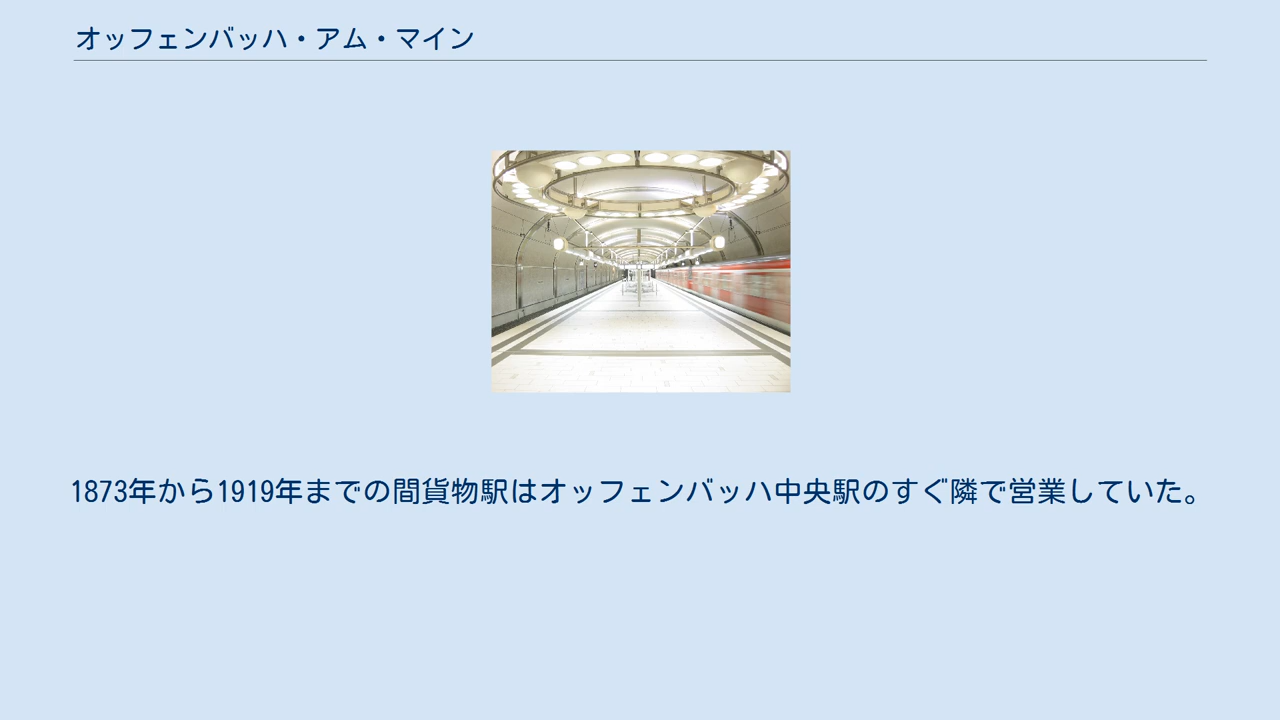 オッフェンバッハ・アム・マイン
1873年から1919年までの間貨物駅はオッフェンバッハ中央駅のすぐ隣で営業していた。